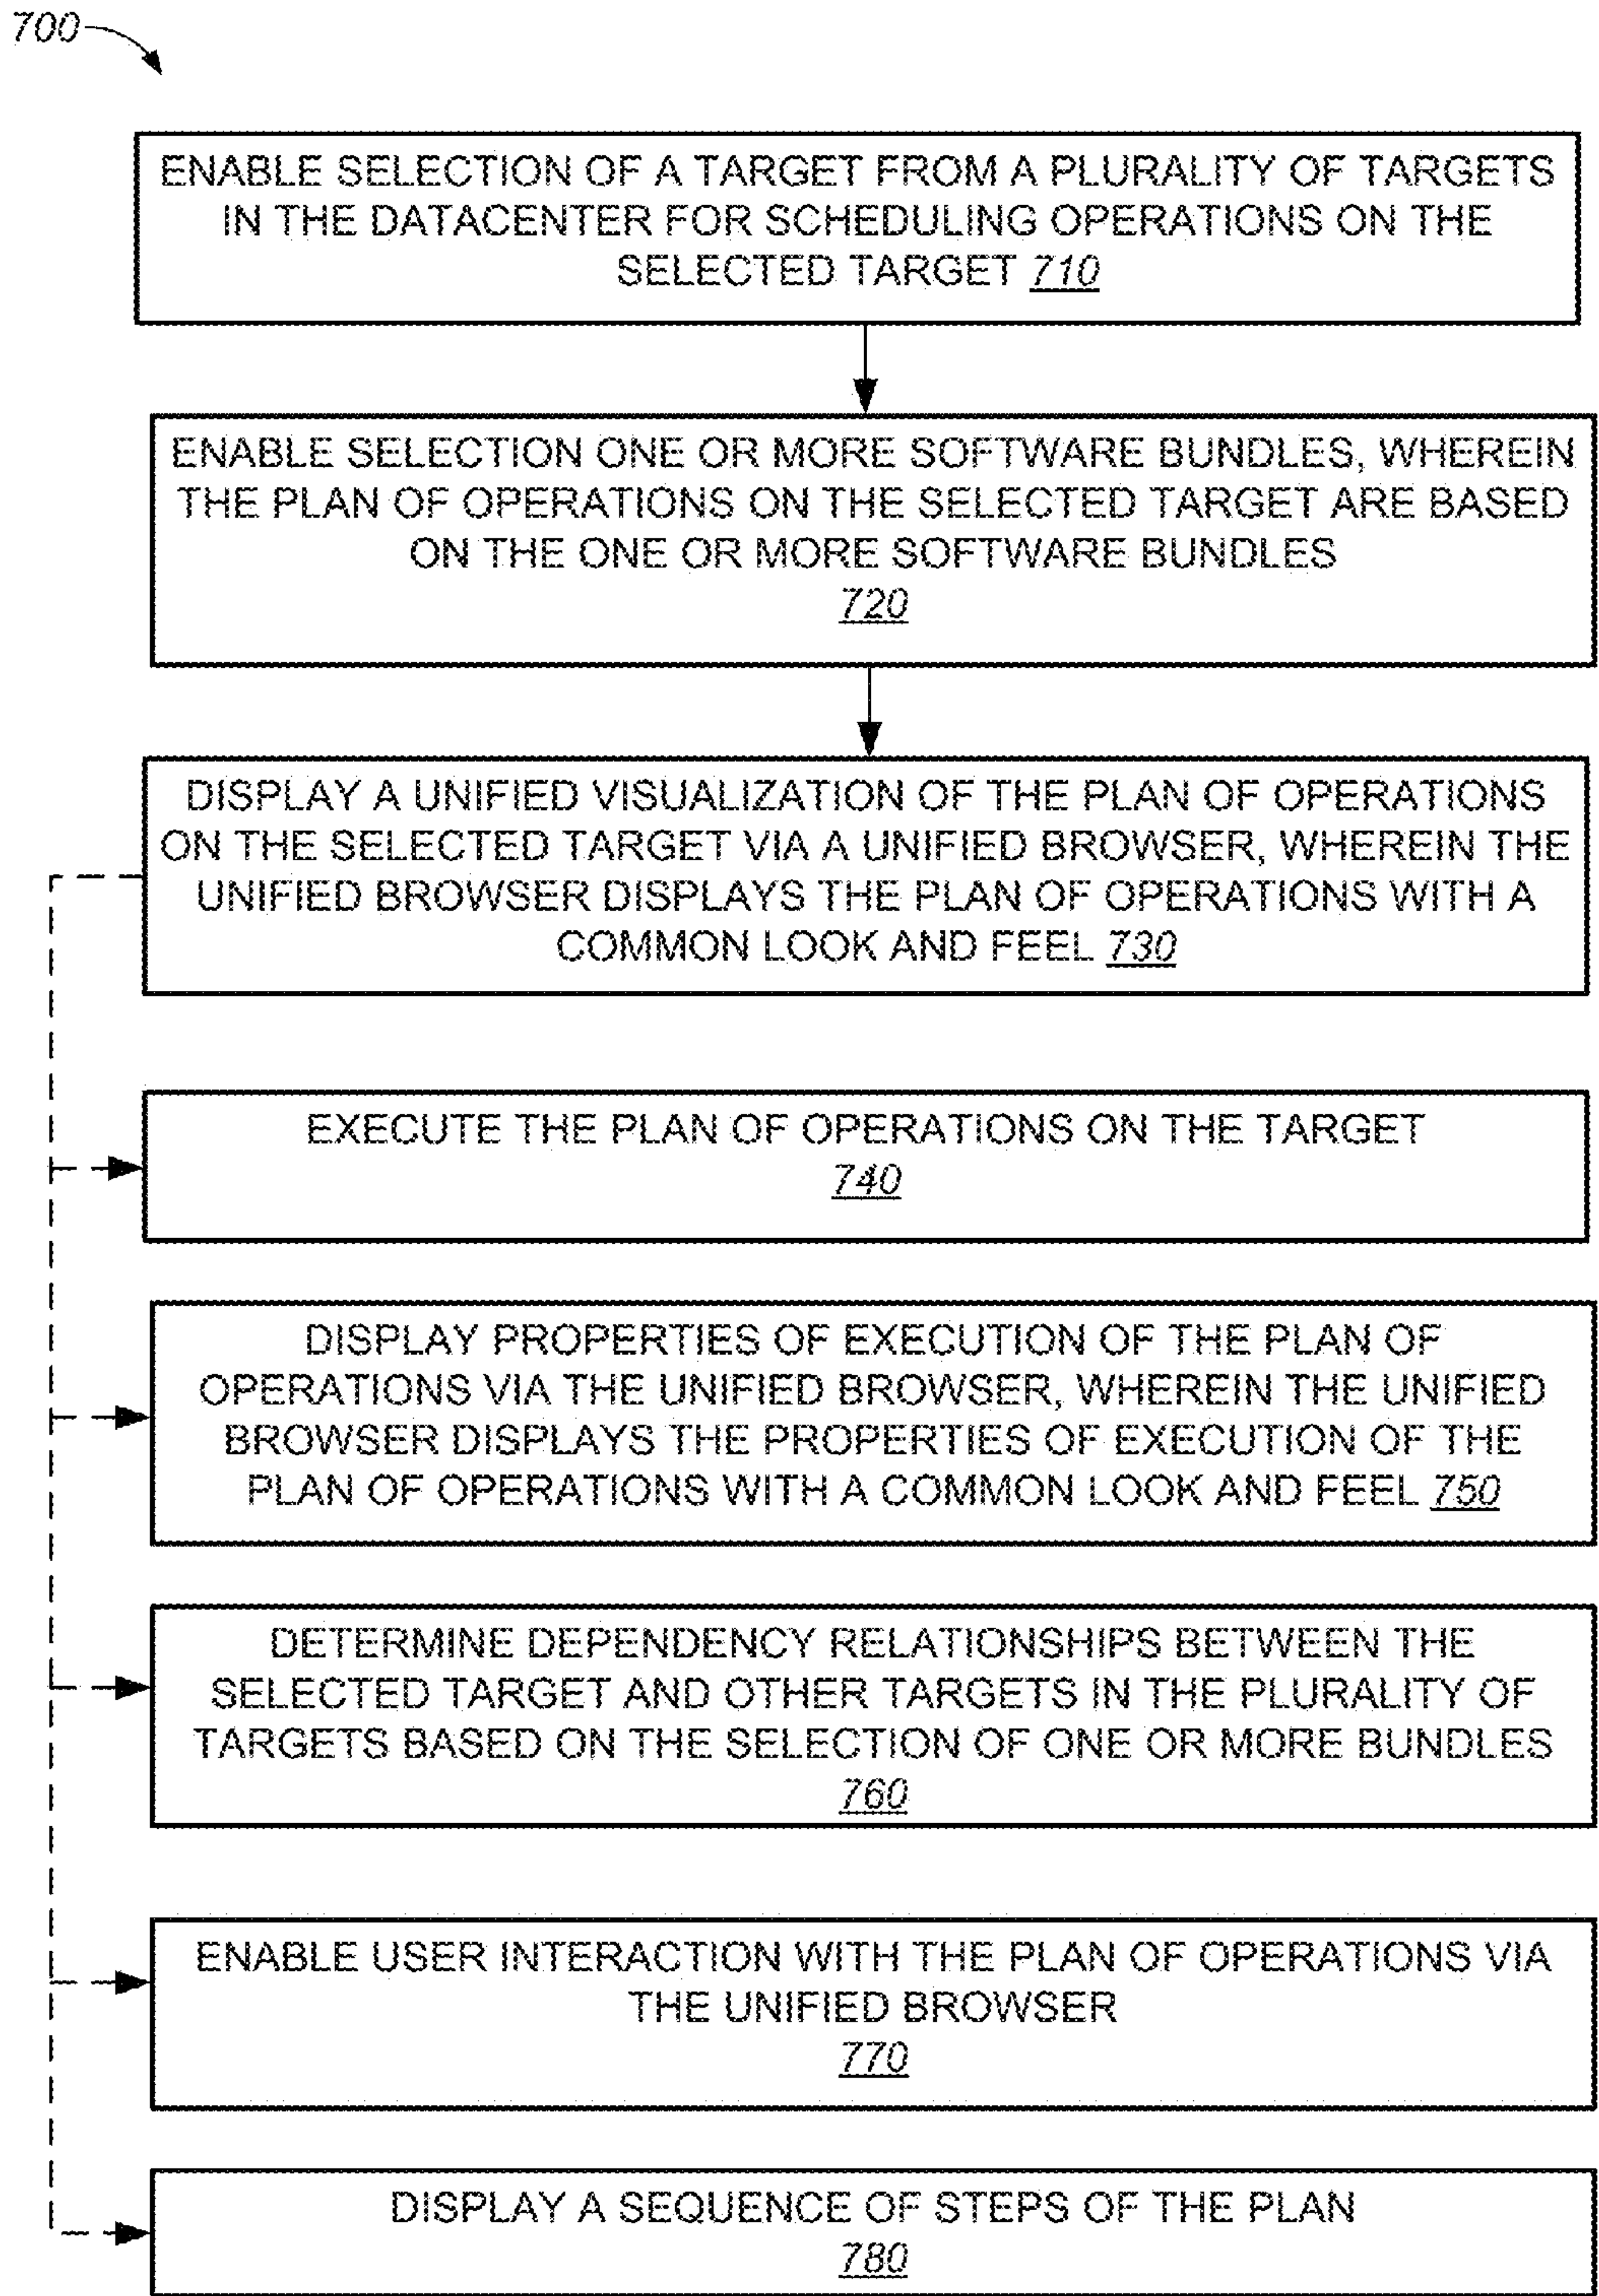 700
ENABLE SELECTION OF A TARGET FROM A PLURALITY OF TARGETS
IN THE DATACENTER FOR SCHEDULING OPERATIONS ON THE
SELECTED TARGET 710
ENABLE SELECTION ONE OR MORE SOFTWARE BUNDLES, WHEREIN
THE PLAN OF OPERATIONS ON THE SELECTED TARGET ARE BASED
ON THE ONE OR MORE SOFTWARE BUNDLES
720
DISPLAY A UNIFIED VISUALIZATION OF THE PLAN OF OPERATIONS
ON THE SELECTED TARGET VIA A UNIFIED BROWSER, WHEREIN THE
UNIFIED BROWSER DISPLAYS THE PLAN OF OPERATIONS WITH A
COMMON LOOK AND FEEL 730
EXECUTE THE PLAN OF OPERATIONS ON THE TARGET
740
DISPLAY PROPERTIES OF EXECUTION OF THE PLAN OF
OPERATIONS VIA THE UNIFIED BROWSER, WHEREIN THE UNIFIED
BROWSER DISPLAYS THE PROPERTIES OF EXECUTION OF THE
PLAN OF OPERATIONS WITH A COMMON LOOK AND FEEL 750
DETERMINE DEPENDENCY RELATIONSHIPS BETWEEN THE
SELECTED TARGET AND OTHER TARGETS IN THE PLURALITY OF
TARGETS BASED ON THE SELECTION OF ONE OR MORE BUNDLES
760
ENABLE USER INTERACTION WITH THE PLAN OF OPERATIONS VIA
THE UNIFIED BROWSER
770
DISPLAY A SEQUENCE OF STEPS OF THE PLAN
780